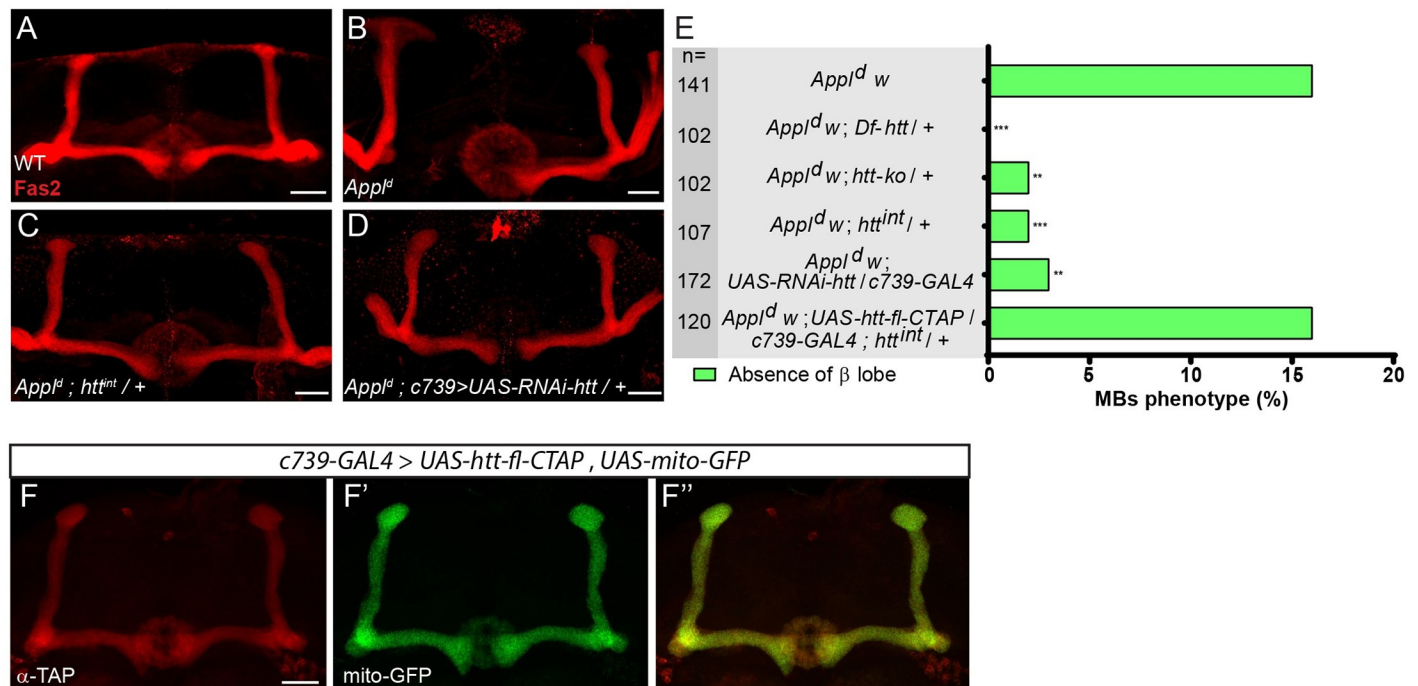 A
WT
Fas2
B
Appl^d
C
Appl^d ; htt^int / +
D
Appl^d ; c739>UAS-RNAi-htt / +
E
n=
141 Appl^d w
102 Appl^d w ; Df-htt / + ***
102 Appl^d w ; htt-ko / + **
107 Appl^d w ; htt^int / + ***
Appl^d w ;
172 UAS-RNAi-htt / c739-GAL4 **
120 Appl^d w ; UAS-htt-fl-CTAP /
c739-GAL4 ; htt^int / +
0 5 10 15 20
Absence of β lobe
MBs phenotype (%)
c739-GAL4 > UAS-htt-fl-CTAP , UAS-mito-GFP
F
α-TAP
F’
mito-GFP
F’’